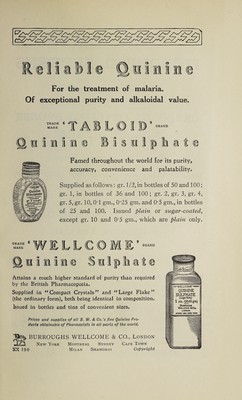 Reliable Quinine
For the treatment of malaria.
Of exceptional purity and alkaloidal value.
TRADE MARK 'TABLOID' BRAND
Quinine Bisulphate
Famed throughout the world for its purity,
accuracy, convenience and palatability.
Supplied as follows: gr. 1/2, in bottles of 50 and 100;
gr. 1, in bottles of 36 and 100; gr. 2, gr. 3, gr. 4,
gr. 5, gr. 10, 0·1 gm., 0·25 gm. and 0·5 gm., in bottles
of 25 and 100. Issued plain or sugar-coated,
except gr. 10 and 0·5 gm., which are plain only.
TRADE MARK 'WELLCOME' BRAND
Quinine Sulphate
Attains a much higher standard of purity than required
by the British Pharmacopœia.
Supplied in "Compact Crystals" and "Large Flake"
(the ordinary form), both being identical in composition.
Issued in bottles and tins of convenient sizes.
Prices and supplies of all B. W. & Co.'s fine Quinine Pro-
ducts obtainable of Pharmacists in all parts of the world.
BURROUGHS WELLCOME & CO., LONDON
NEW YORK MONTREAL SYDNEY CAPE TOWN
MILAN SHANGHAI
XX 150
Copyright
QUININE
SULPHATE